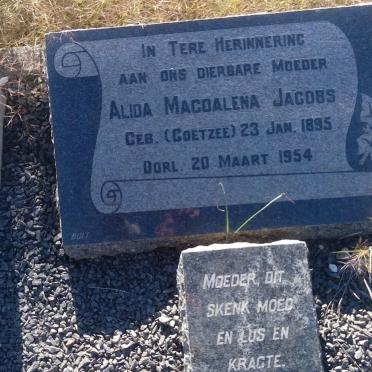 In Tere Herinnering
aan ons dierbare Moeder
Alida Magdalena Jacobs
Geb. (Coetzee) 23 Jan. 1895
Oorl. 20 Maart 1954
Moeder, dit
skenk moed
en lus en
kragte.